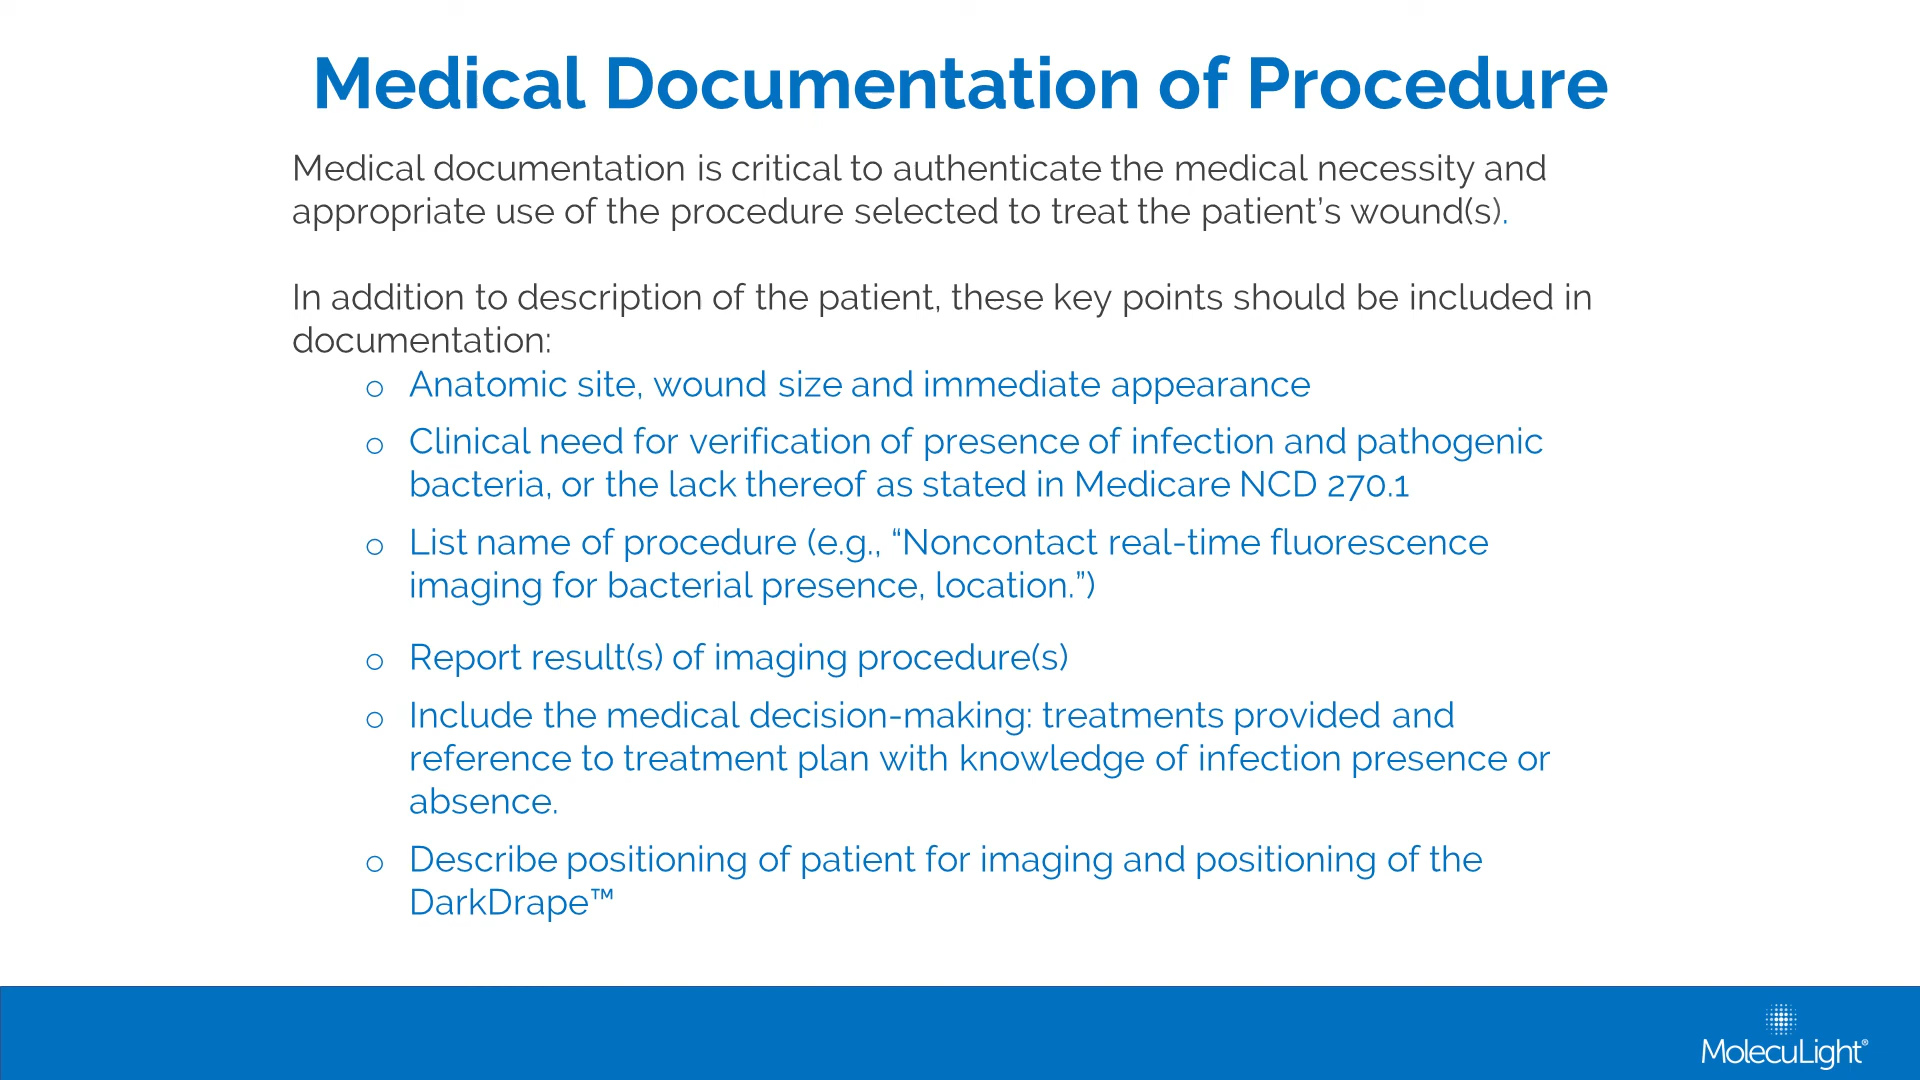 Medical Documentation of Procedure
Medical documentation is critical to authenticate the medical necessity and
appropriate use of the procedure selected to treat the patient’s wound(s).
In addition to description of the patient, these key points should be included in
documentation:
o Anatomic site, wound size and immediate appearance
o Clinical need for verification of presence of infection and pathogenic
bacteria, or the lack thereof as stated in Medicare NCD 270.1
o List name of procedure (e.g., “Noncontact real-time fluorescence
imaging for bacterial presence, location.”)
o Report result(s) of imaging procedure(s)
o Include the medical decision-making: treatments provided and
reference to treatment plan with knowledge of infection presence or
absence.
o Describe positioning of patient for imaging and positioning of the
DarkDrape™
MolecuLight®